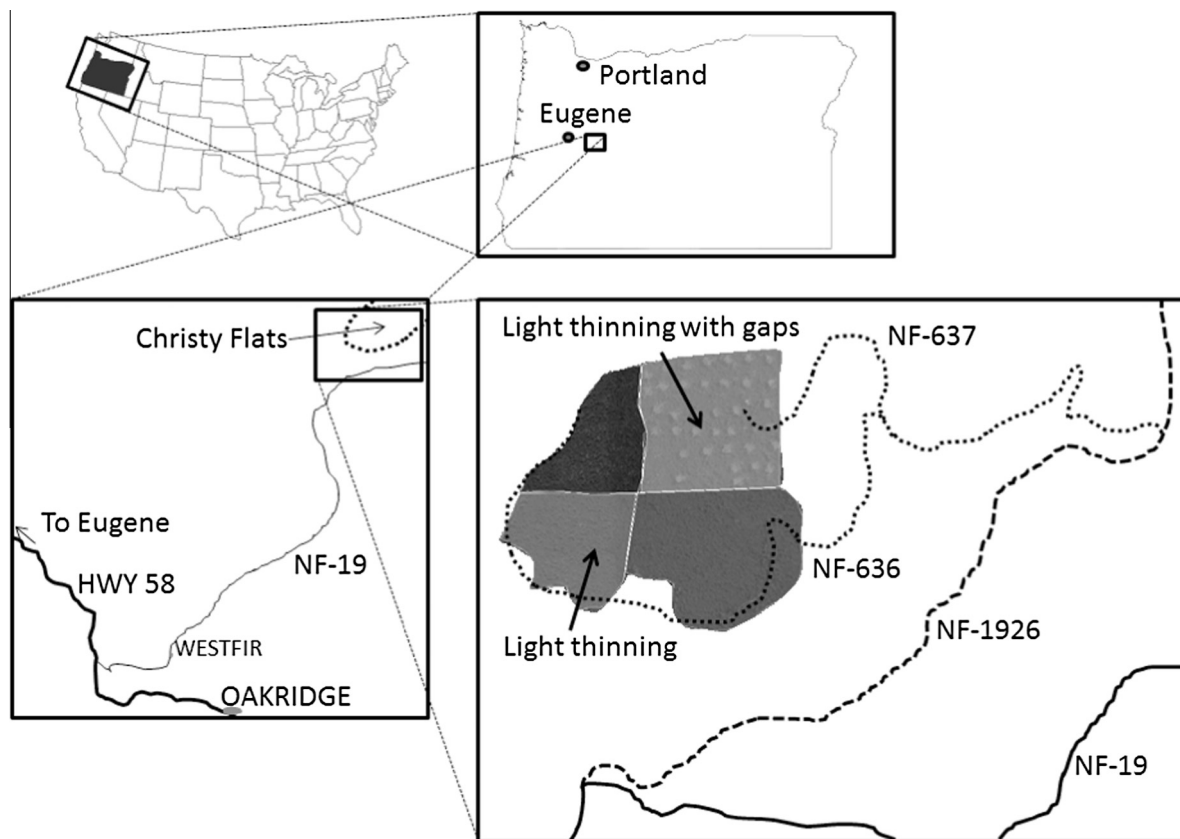 Portland
Eugene
Christy Flats
To Eugene
HWY 58
NF-19
WESTFIR
OAKRIDGE
Light thinning with gaps
NF-637
NF-636
Light thinning
NF-1926
NF-19